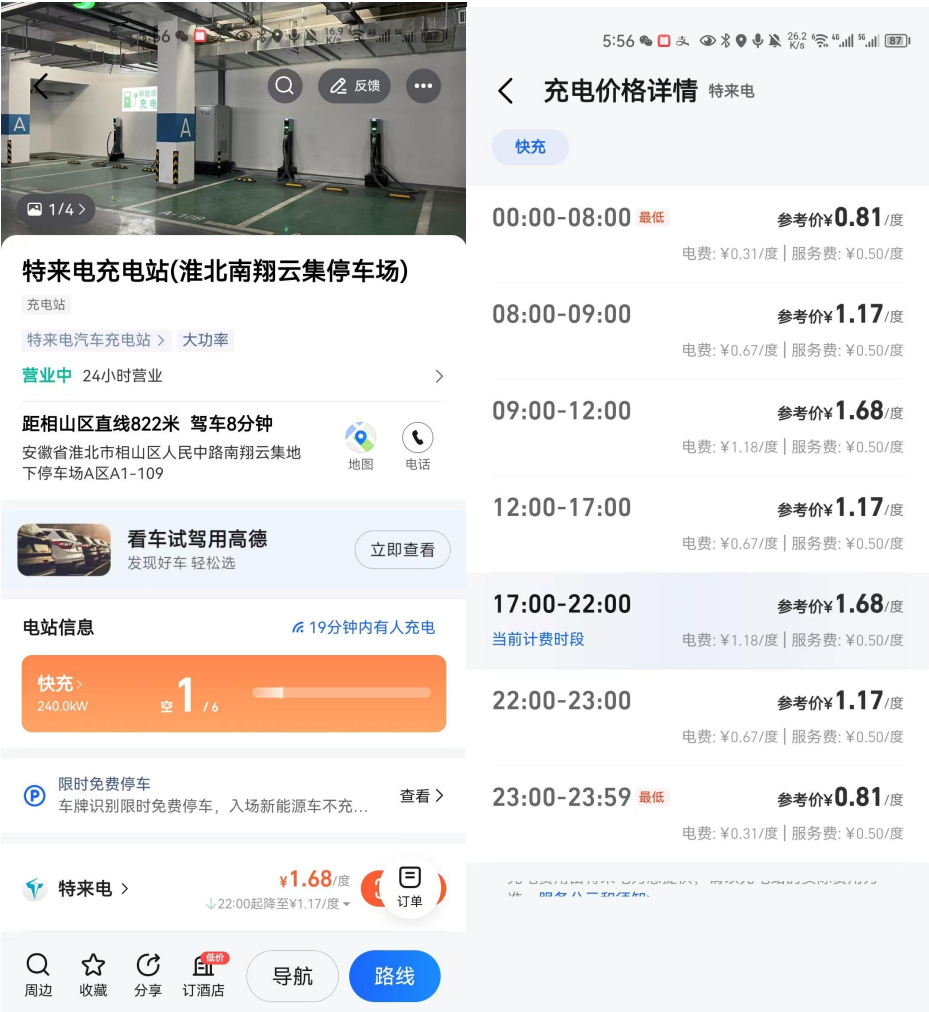 5:56
16.9
K/s
87
反馈
充电
A
A
1/4
特来电充电站(淮北南翔云集停车场)
充电站
特来电汽车充电站
大功率
营业中 24小时营业
距相山区直线822米 驾车8分钟
安徽省淮北市相山区人民中路南翔云集地
下停车场A区A1-109
地图
电话
看车试驾用高德
发现好车 轻松选
立即查看
电站信息
19分钟内有人充电
快充
240.0kW
空 1 / 6
限时免费停车
车牌识别限时免费停车，入场新能源车不充...
查看
特来电
¥1.68/度
22:00起降至¥1.17/度
订单
周边
收藏
分享
低价
订酒店
导航
路线
5:56
支
26.2
K/s
6
4G
5G
87
充电价格详情 特来电
快充
00:00-08:00 最低 参考价¥0.81/度
电费: ¥0.31/度 | 服务费: ¥0.50/度
08:00-09:00 参考价¥1.17/度
电费: ¥0.67/度 | 服务费: ¥0.50/度
09:00-12:00 参考价¥1.68/度
电费: ¥1.18/度 | 服务费: ¥0.50/度
12:00-17:00 参考价¥1.17/度
电费: ¥0.67/度 | 服务费: ¥0.50/度
17:00-22:00 参考价¥1.68/度
当前计费时段 电费: ¥1.18/度 | 服务费: ¥0.50/度
22:00-23:00 参考价¥1.17/度
电费: ¥0.67/度 | 服务费: ¥0.50/度
23:00-23:59 最低 参考价¥0.81/度
电费: ¥0.31/度 | 服务费: ¥0.50/度